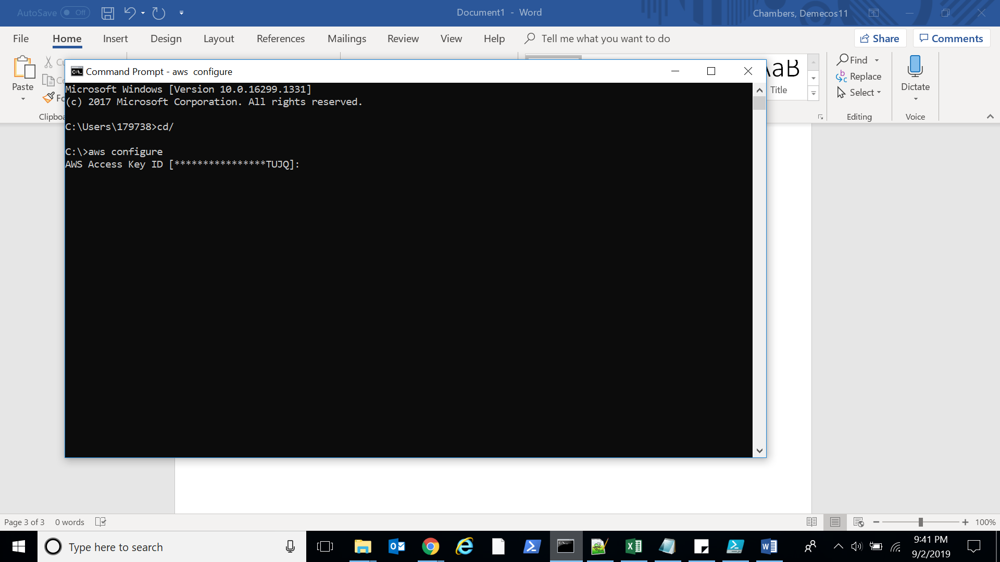 AutoSave Off
Document1 - Word
Chambers, Demecos11
File Home Insert Design Layout References Mailings Review View Help Tell me what you want to do
Share Comments
Paste
Clipboa
AaB
Title
Find
Replace
Select
Editing
Dictate
Voice
Command Prompt - aws  configure
Microsoft Windows [Version 10.0.16299.1331]
(c) 2017 Microsoft Corporation. All rights reserved.
C:\Users\179738>cd/
C:\>aws configure
AWS Access Key ID [****************TUJQ]:
Page 3 of 3 0 words
100%
Type here to search
9:41 PM
9/2/2019